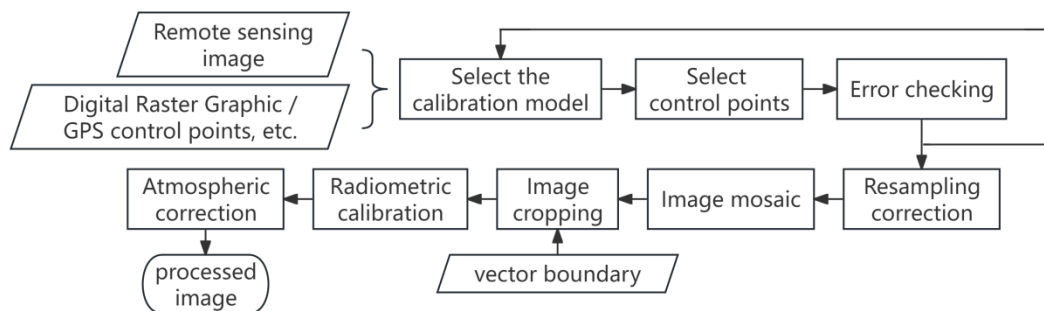 Remote sensing
image
Digital Raster Graphic /
GPS control points, etc.
Select the
calibration model
Select
control points
Error checking
Resampling
correction
Image mosaic
Image
cropping
vector boundary
Radiometric
calibration
Atmospheric
correction
processed
image